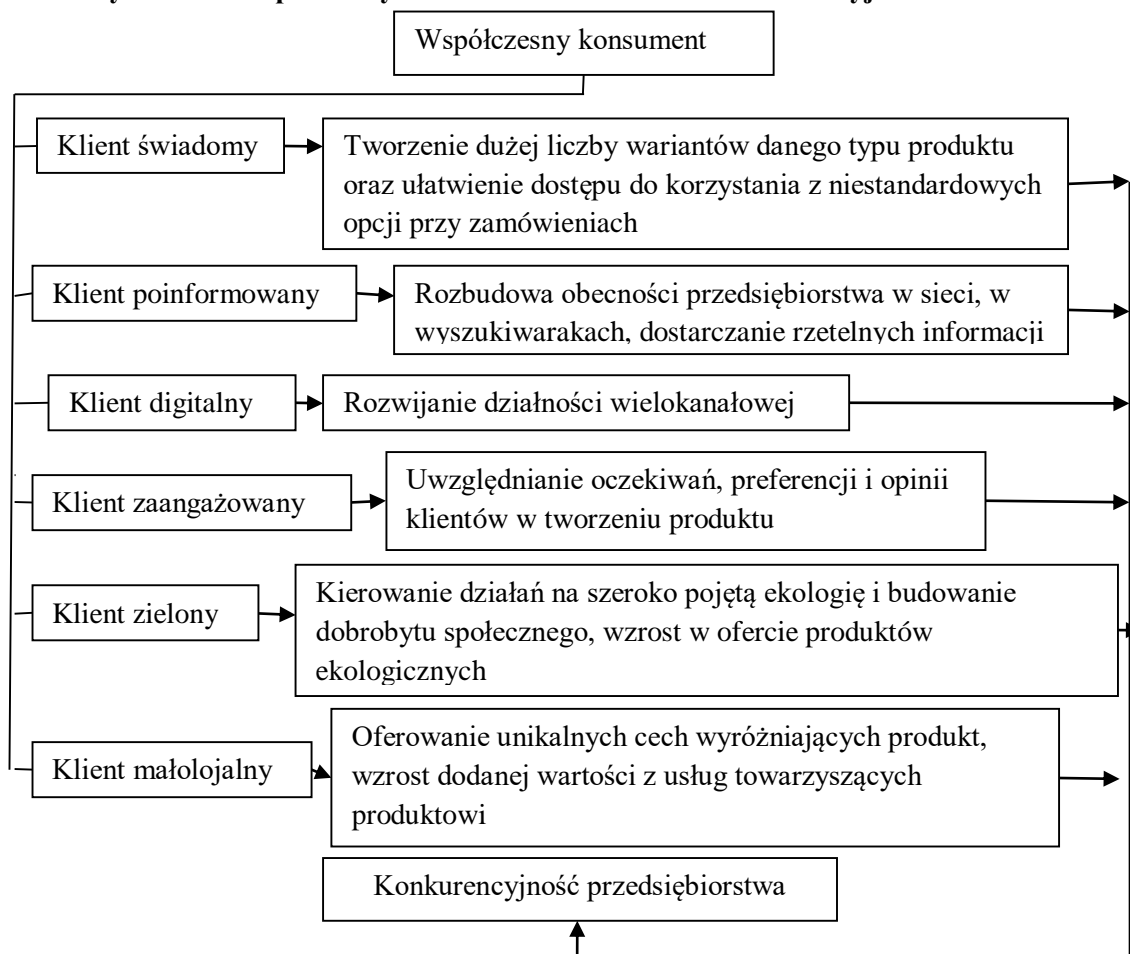 Współczesny konsument
Klient świadomy
Tworzenie dużej liczby wariantów danego typu produktu
oraz ułatwienie dostępu do korzystania z niestandardowych
opcji przy zamówieniach
Klient poinformowany
Rozbudowa obecności przedsiębiorstwa w sieci, w
wyszukiwarakach, dostarczanie rzetelnych informacji
Klient digitalny
Rozwijanie działności wielokanałowej
Klient zaangażowany
Uwzględnianie oczekiwań, preferencji i opinii
klientów w tworzeniu produktu
Klient zielony
Kierowanie działań na szeroko pojętą ekologię i budowanie
dobrobytu społecznego, wzrost w ofercie produktów
ekologicznych
Klient małolojalny
Oferowanie unikalnych cech wyróżniających produkt,
wzrost dodanej wartości z usług towarzyszących
produktowi
Konkurencyjność przedsiębiorstwa